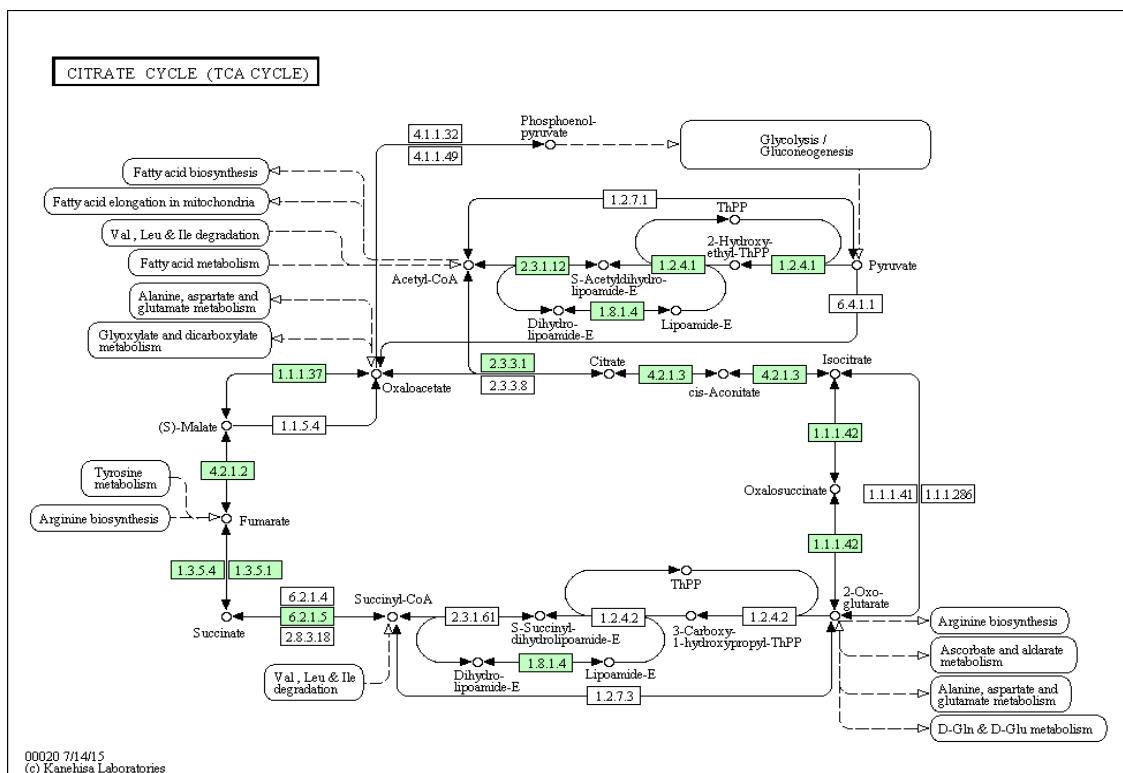 CITRATE CYCLE (TCA CYCLE)
Phosphoenol-
pyruvate
4.1.1.32
4.1.1.49
Glycolysis /
Gluconeogenesis
Fatty acid biosynthesis
Fatty acid elongation in mitochondria
Val, Leu & Ile degradation
Fatty acid metabolism
Alanine, aspartate and
glutamate metabolism
Glyoxylate and dicarboxylate
metabolism
1.2.7.1
ThPP
2-Hydroxy-
ethyl-ThPP
Acetyl-CoA
2.3.1.12
S-Acetyldihydro-
lipoamide-E
1.2.4.1
1.2.4.1
Pyruvate
Dihydro-
lipoamide-E
1.8.1.4
Lipoamide-E
6.4.1.1
1.1.1.37
Oxaloacetate
2.3.3.1
2.3.3.8
Citrate
4.2.1.3
cis-Aconitate
4.2.1.3
Isocitrate
(S)-Malate
1.1.5.4
1.1.1.42
4.2.1.2
Tyrosine
metabolism
Arginine biosynthesis
Fumarate
Oxalosuccinate
1.1.1.41
1.1.1.286
1.1.1.42
1.3.5.4
1.3.5.1
ThPP
Succinate
6.2.1.4
6.2.1.5
2.8.3.18
Succinyl-CoA
2.3.1.61
S-Succinyl-
dihydrolipoamide-E
1.2.4.2
3-Carboxy-
1-hydroxypropyl-ThPP
1.2.4.2
2-Oxo-
glutarate
Val, Leu & Ile
degradation
Dihydro-
lipoamide-E
1.8.1.4
Lipoamide-E
1.2.7.3
Arginine biosynthesis
Ascorbate and aldarate
metabolism
Alanine, aspartate and
glutamate metabolism
D-Gln & D-Glu metabolism
00020 7/14/15
(c) Kanehisa Laboratories